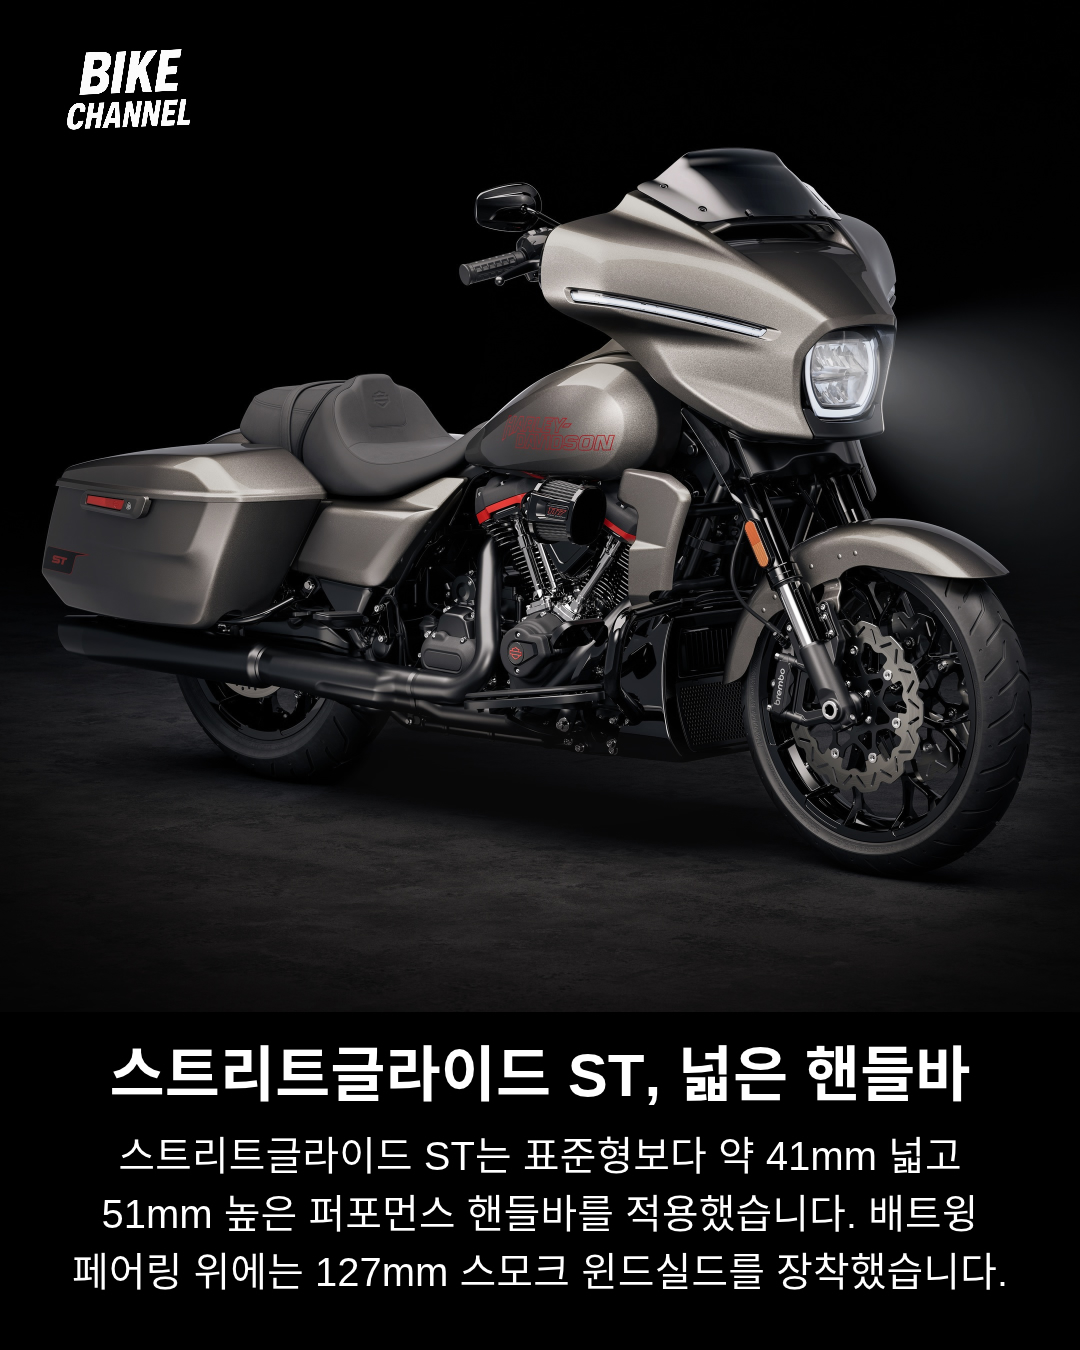 BIKE
CHANNEL
DAVIDSON
ST
brembo
스트리트글라이드 ST, 넓은 핸들바
스트리트글라이드 ST는 표준형보다 약 41mm 넓고
51mm 높은 퍼포먼스 핸들바를 적용했습니다. 배트윙
페어링 위에는 127mm 스모크 윈드실드를 장착했습니다.